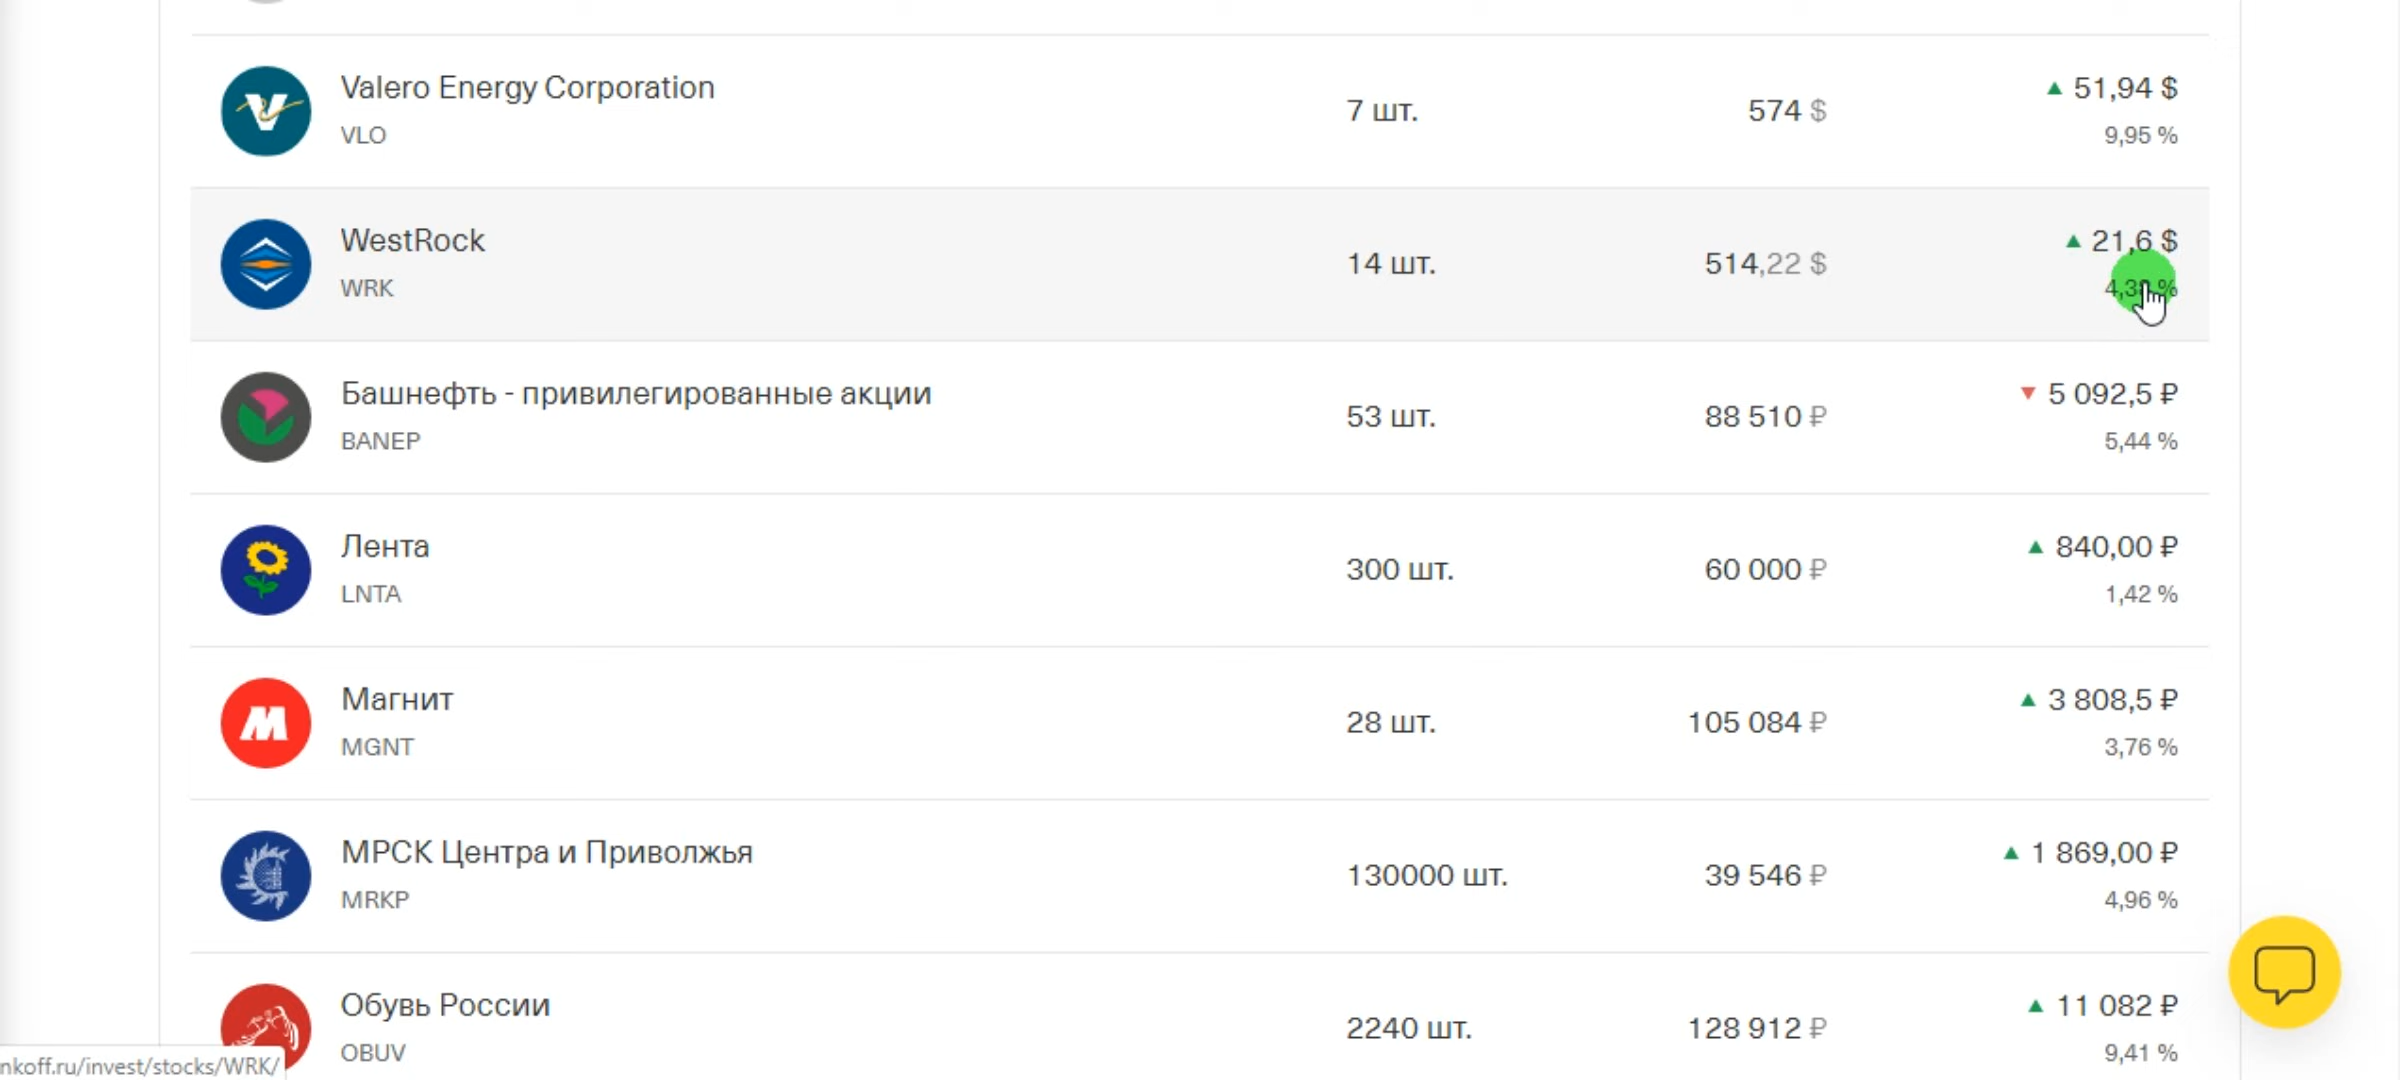 Valero Energy Corporation
VLO
7 шт.
574 $
▲ 51,94 $
9,95 %
WestRock
WRK
14 шт.
514,22 $
▲ 21,6 $
Башнефть - привилегированные акции
BANEP
53 шт.
88 510 ₽
▼ 5 092,5 ₽
5,44 %
Лента
LNTA
300 шт.
60 000 ₽
▲ 840,00 ₽
1,42 %
Магнит
MGNT
28 шт.
105 084 ₽
▲ 3 808,5 ₽
3,76 %
МРСК Центра и Приволжья
MRKP
130000 шт.
39 546 ₽
▲ 1 869,00 ₽
4,96 %
Обувь России
OBUV
2240 шт.
128 912 ₽
▲ 11 082 ₽
9,41 %
nkoff.ru/invest/stocks/WRK/